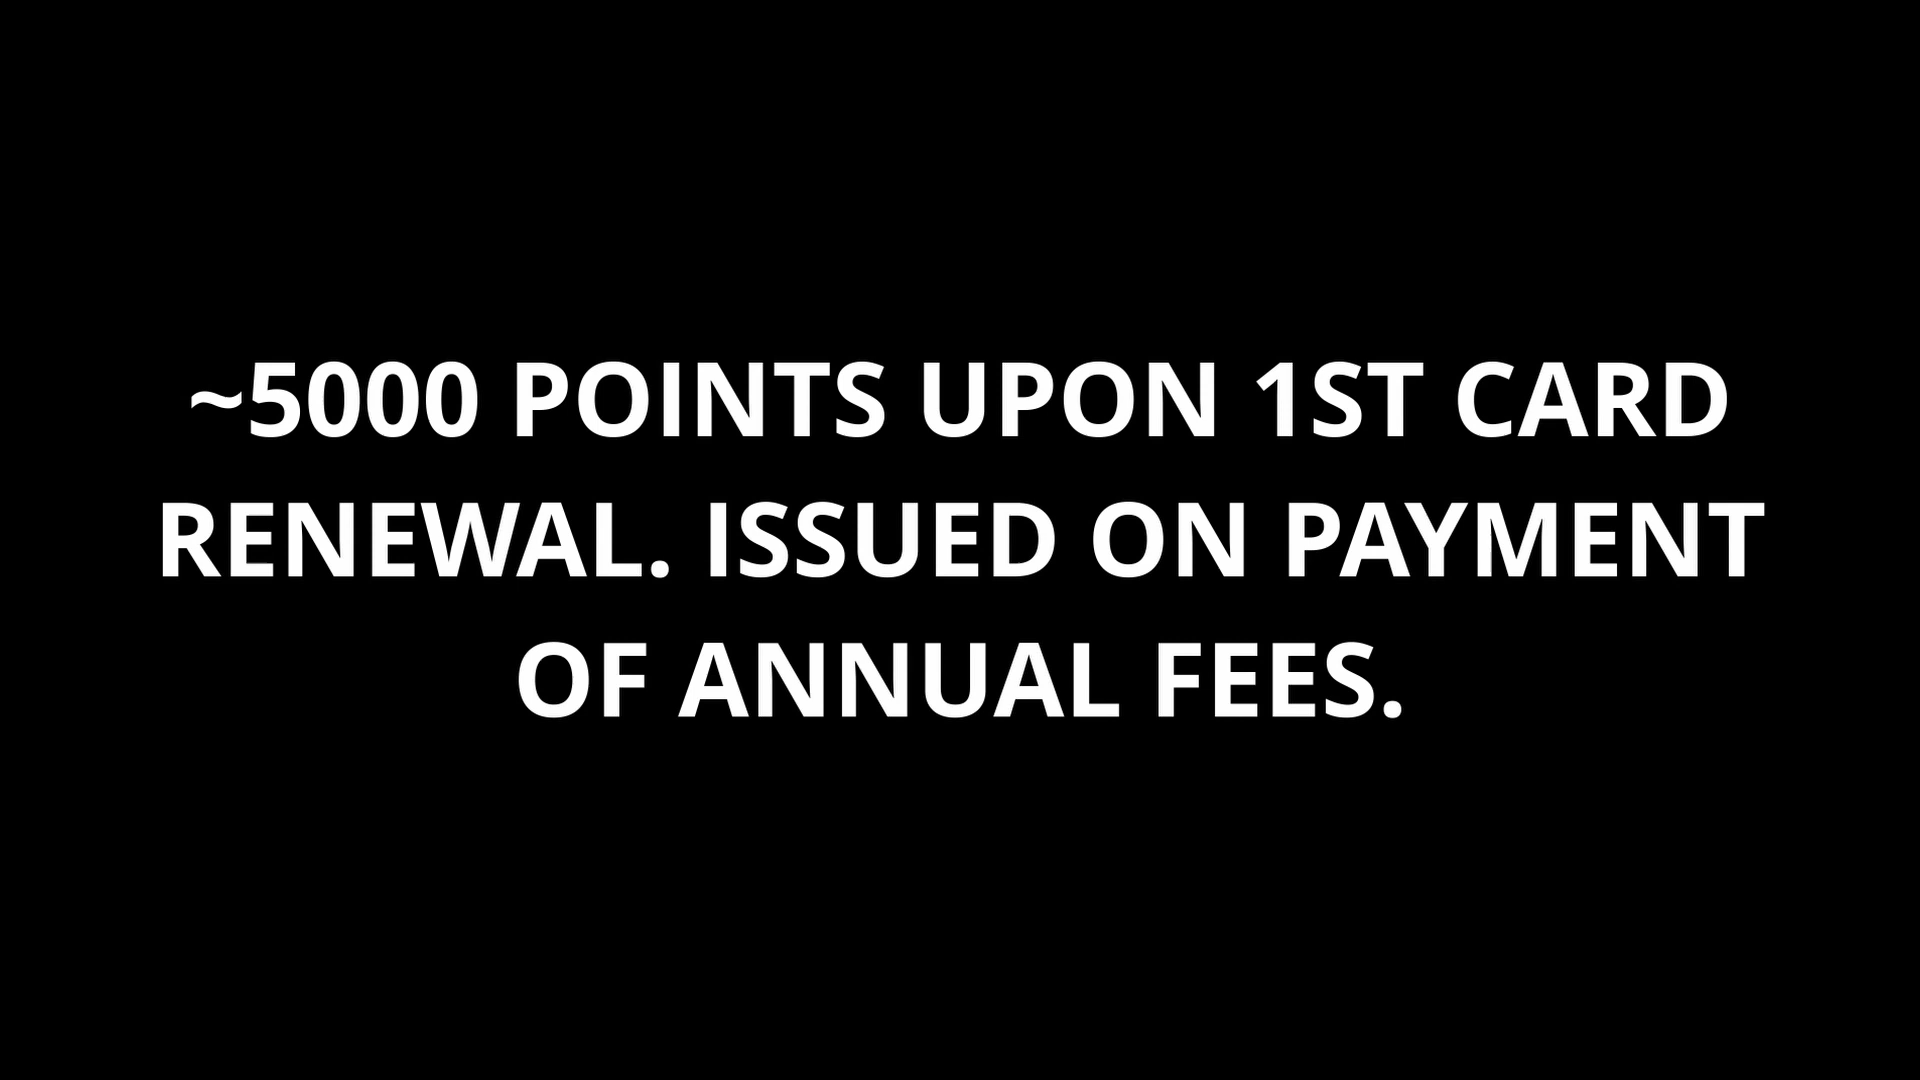 ~5000 POINTS UPON 1ST CARD
RENEWAL. ISSUED ON PAYMENT
OF ANNUAL FEES.